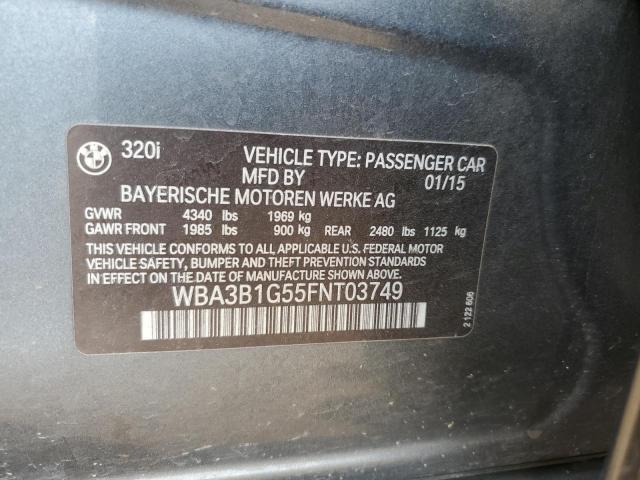 320i VEHICLE TYPE: PASSENGER CAR
MFD BY 01/15
BAYERISCHE MOTOREN WERKE AG
GVWR 4340 lbs 1969 kg
GAWR FRONT 1985 lbs 900 kg REAR 2480 lbs 1125 kg
THIS VEHICLE CONFORMS TO ALL APPLICABLE U.S. FEDERAL MOTOR
VEHICLE SAFETY, BUMPER AND THEFT PREVENTION STANDARDS
IN EFFECT ON THE DATE OF MANUFACTURE SHOWN ABOVE.
WBA3B1G55FNT03749
2 122 606
BMW